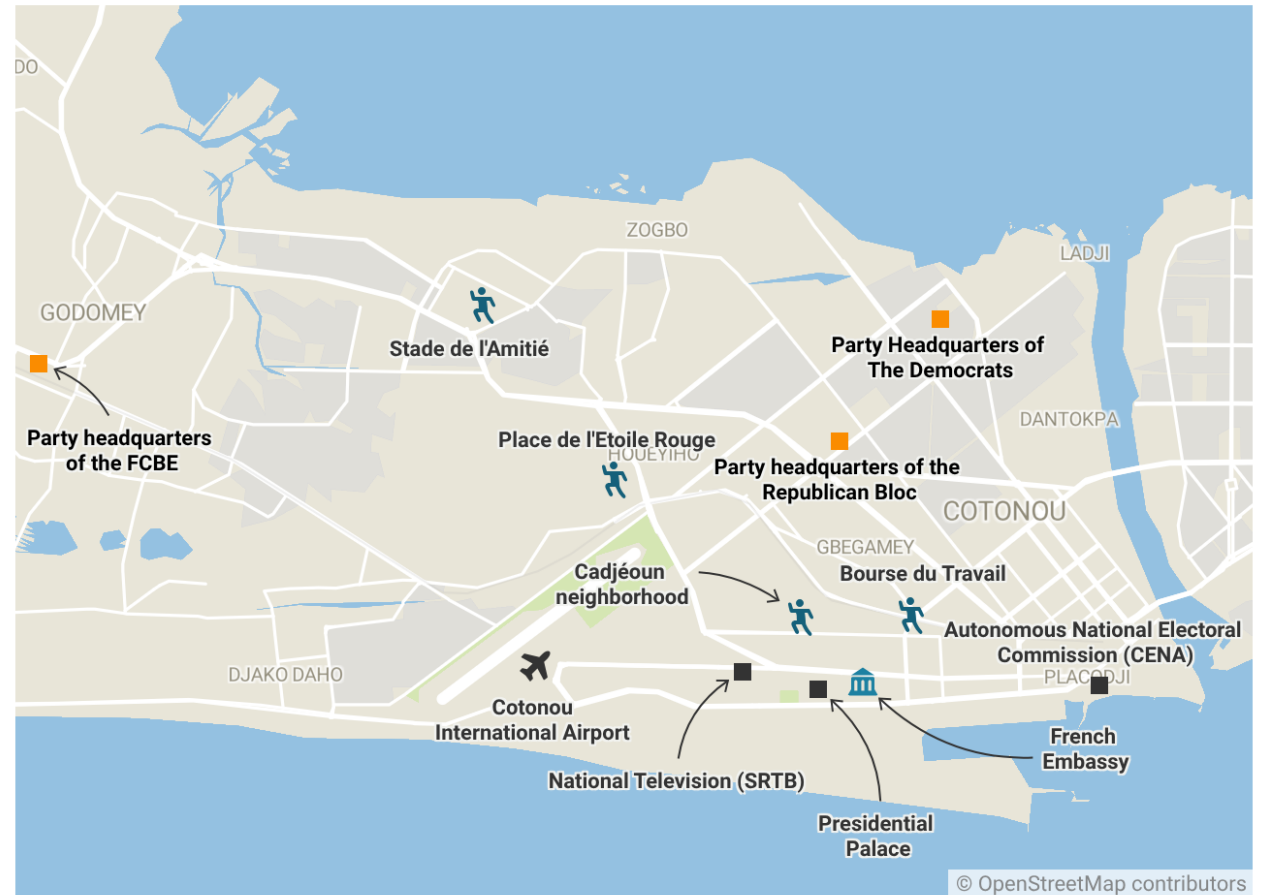 DO
ZOGBO
LADJI
GODOMEY
Stade de l'Amitié
Party Headquarters of
The Democrats
DANTOKPA
Party headquarters
of the FCBE
Place de l'Etoile Rouge
HOUEYIHO
Party headquarters of the
Republican Bloc
COTONOU
GBEGAMEY
Cadjéoun
neighborhood
Bourse du Travail
Autonomous National Electoral
Commission (CENA)
DJAKO DAHO
PLACODJI
Cotonou
International Airport
French
Embassy
National Television (SRTB)
Presidential
Palace
© OpenStreetMap contributors